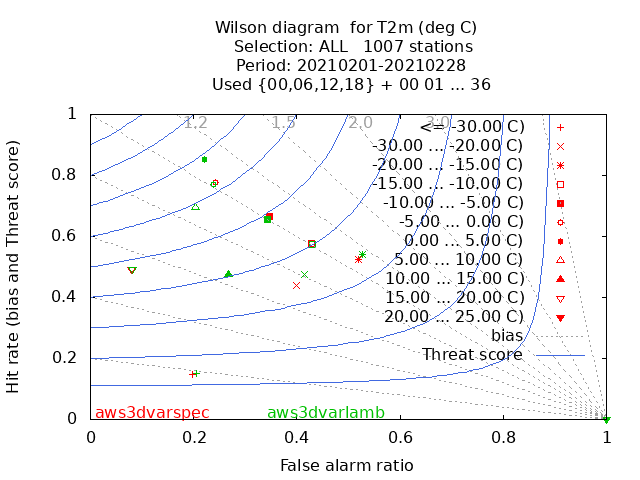 Wilson diagram  for T2m (deg C)
Selection: ALL   1007 stations
Period: 20210201-20210228
Used {00,06,12,18} + 00 01 ... 36
Hit rate (bias and Threat score)
1
0.8
0.6
0.4
0.2
0
1.2
1.5
2.0
3.0
<= -30.00 C)
-30.00 ... -20.00 C)
-20.00 ... -15.00 C)
-15.00 ... -10.00 C)
-10.00 ... -5.00 C)
-5.00 ... 0.00 C)
0.00 ... 5.00 C)
5.00 ... 10.00 C)
10.00 ... 15.00 C)
15.00 ... 20.00 C)
20.00 ... 25.00 C)
bias
Threat score
aws3dvarspec
aws3dvarlamb
0
0.2
0.4
0.6
0.8
1
False alarm ratio